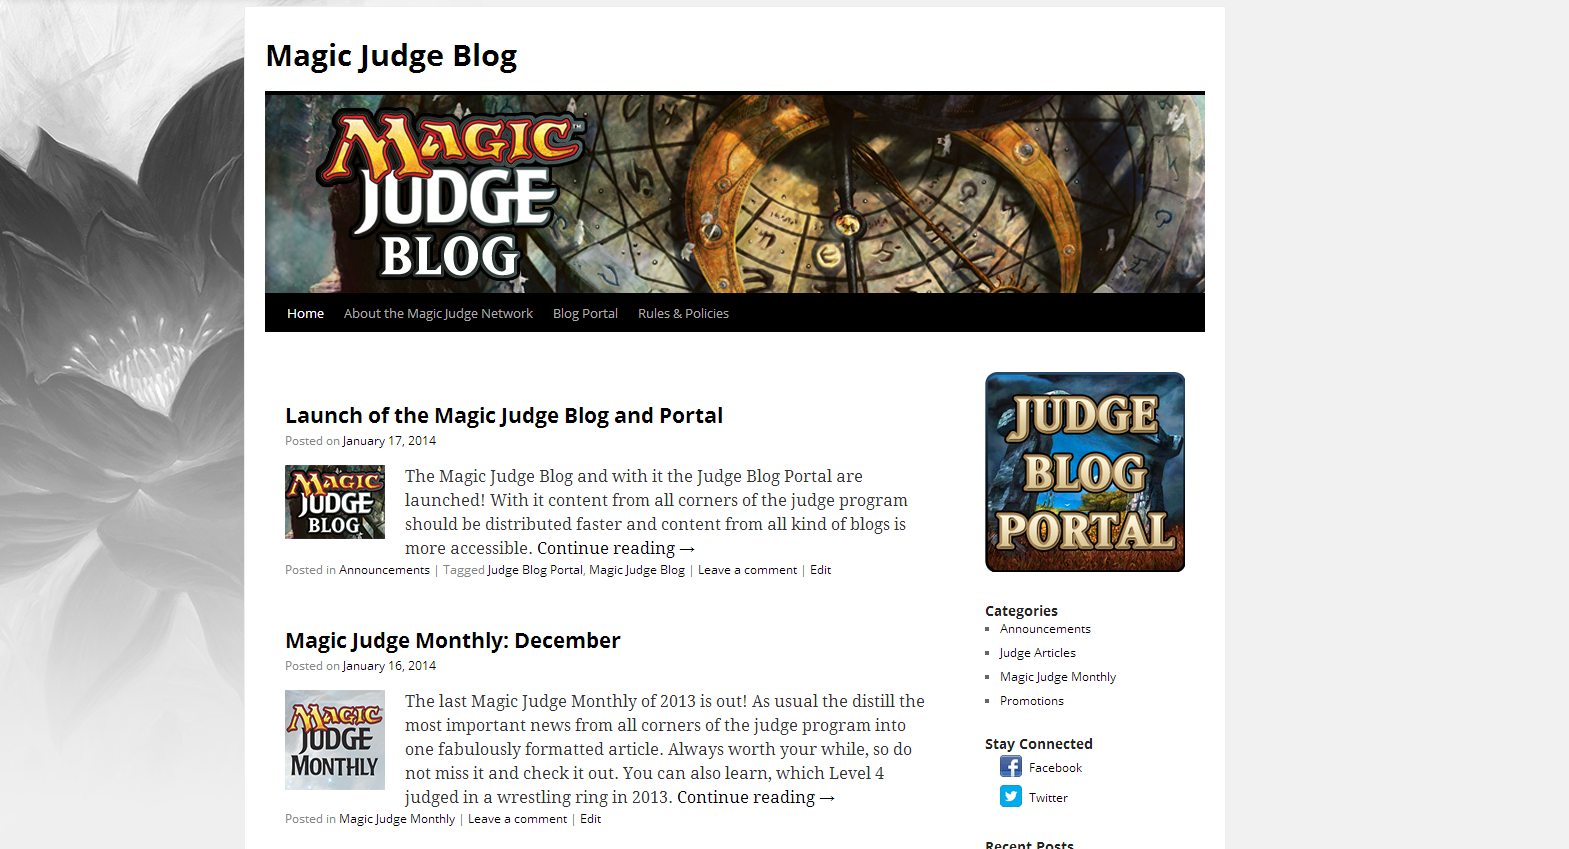 Magic Judge Blog
MAGIC™
JUDGE
BLOG
Home About the Magic Judge Network Blog Portal Rules & Policies
Launch of the Magic Judge Blog and Portal
Posted on January 17, 2014
MAGIC
JUDGE
BLOG
The Magic Judge Blog and with it the Judge Blog Portal are
launched! With it content from all corners of the judge program
should be distributed faster and content from all kind of blogs is
more accessible. Continue reading →
Posted in Announcements | Tagged Judge Blog Portal, Magic Judge Blog | Leave a comment | Edit
Magic Judge Monthly: December
Posted on January 16, 2014
MAGIC
JUDGE
MONTHLY
The last Magic Judge Monthly of 2013 is out! As usual the distill the
most important news from all corners of the judge program into
one fabulously formatted article. Always worth your while, so do
not miss it and check it out. You can also learn, which Level 4
judged in a wrestling ring in 2013. Continue reading →
Posted in Magic Judge Monthly | Leave a comment | Edit
JUDGE
BLOG
PORTAL
Categories
Announcements
Judge Articles
Magic Judge Monthly
Promotions
Stay Connected
Facebook
Twitter
Recent Posts